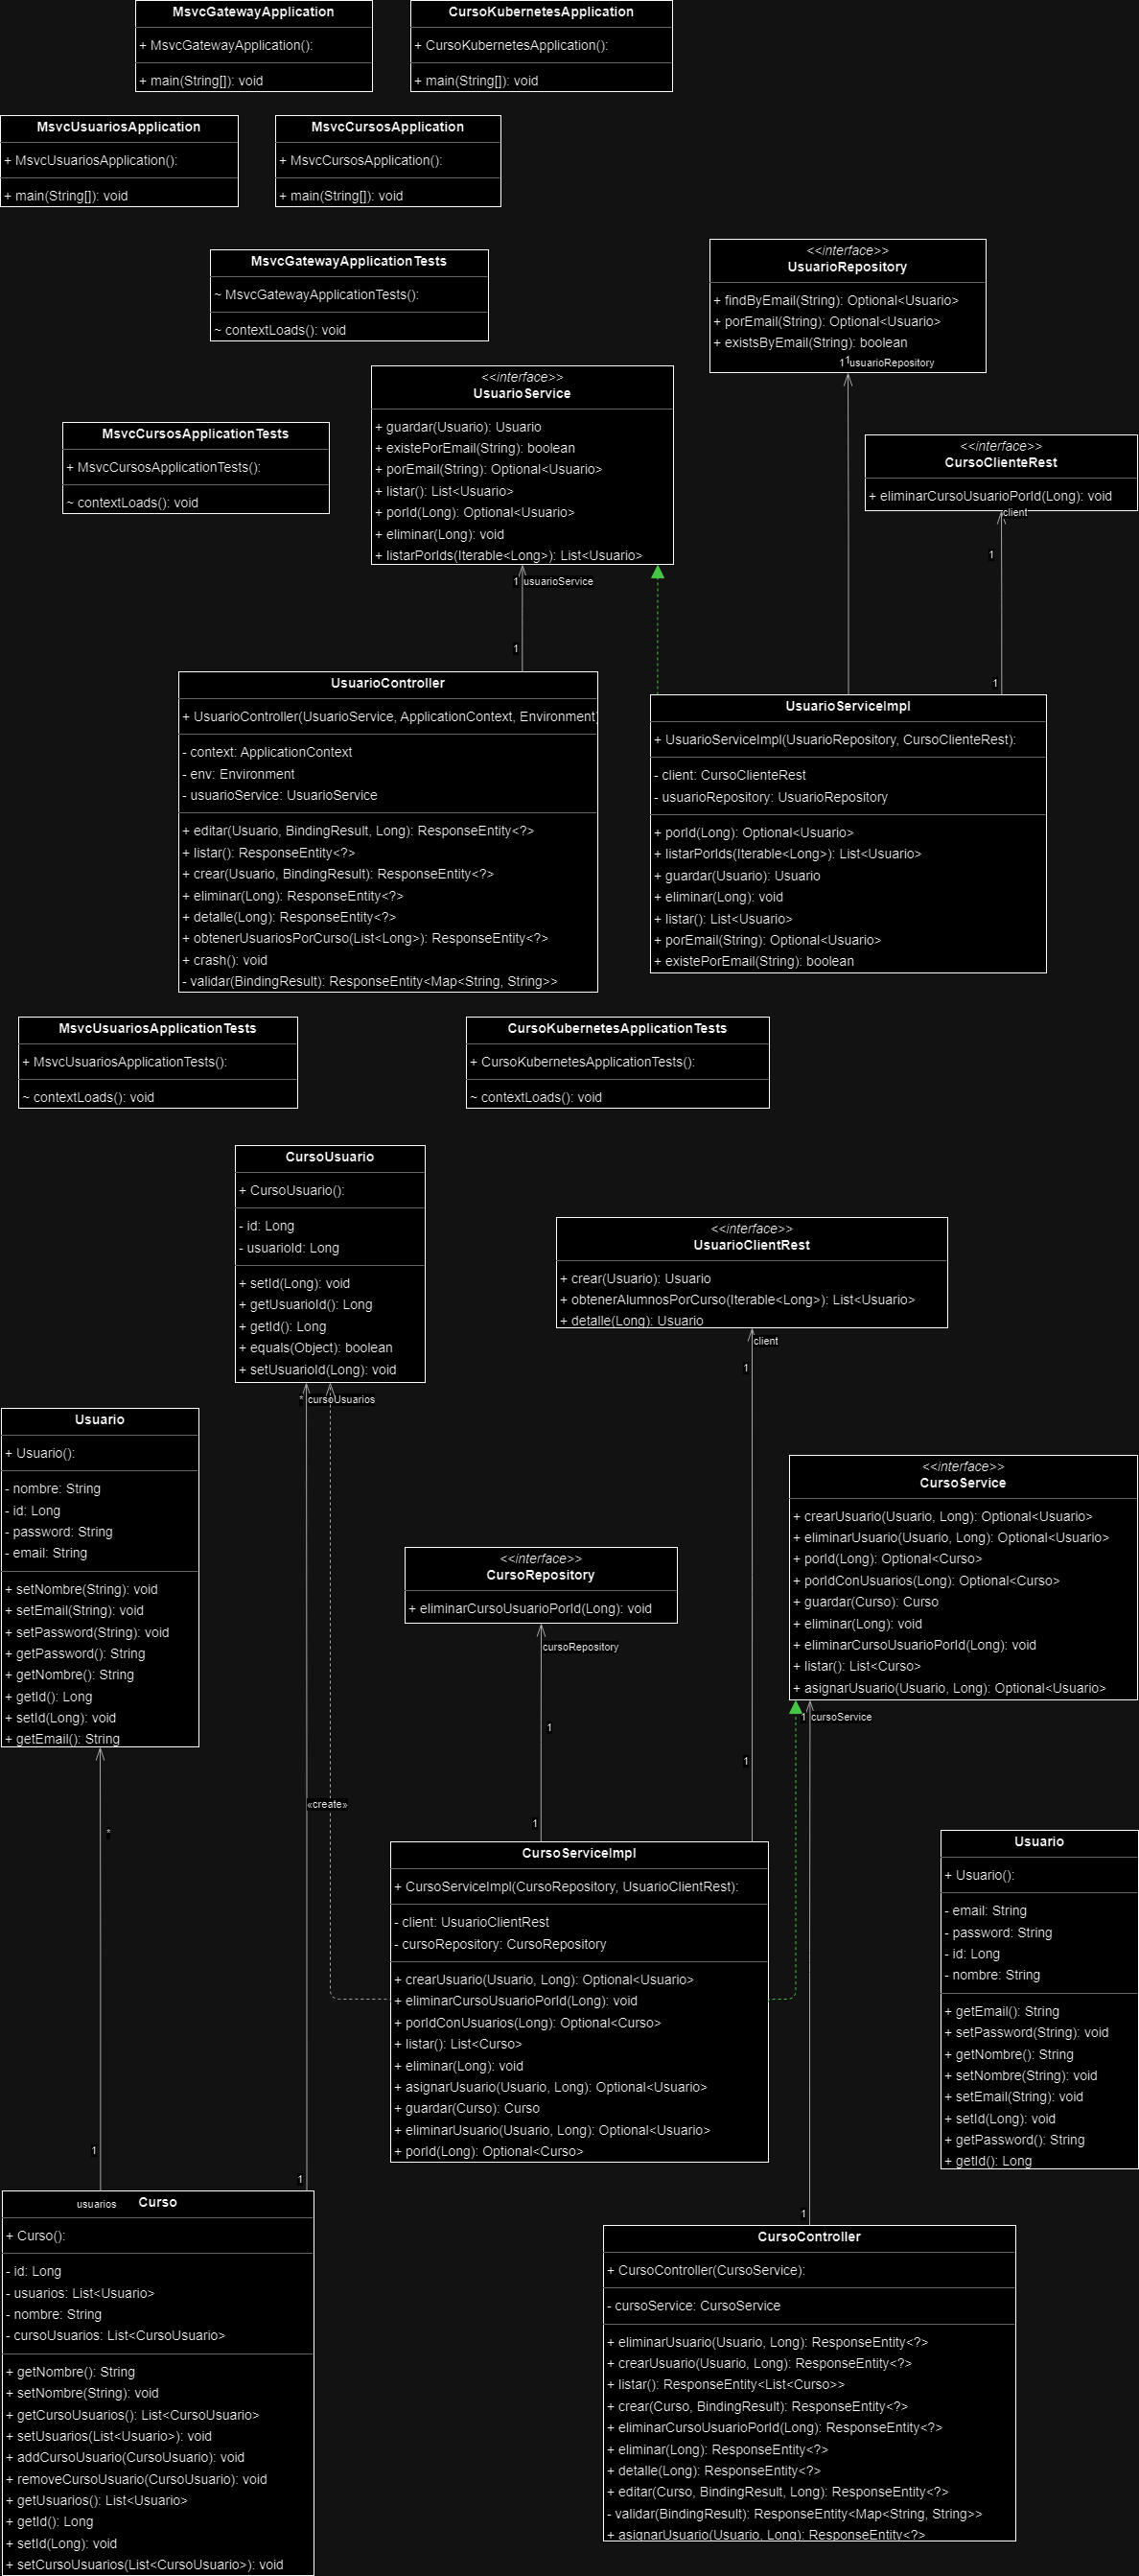 MsvcGatewayApplication
+ MsvcGatewayApplication():
+ main(String[]): void
CursoKubernetesApplication
+ CursoKubernetesApplication():
+ main(String[]): void
MsvcUsuariosApplication
+ MsvcUsuariosApplication():
+ main(String[]): void
MsvcCursosApplication
+ MsvcCursosApplication():
+ main(String[]): void
MsvcGatewayApplicationTests
~ MsvcGatewayApplicationTests():
~ contextLoads(): void
<<interface>>
UsuarioRepository
+ findByEmail(String): Optional<Usuario>
+ porEmail(String): Optional<Usuario>
+ existsByEmail(String): boolean
1
1
usuarioRepository
<<interface>>
UsuarioService
+ guardar(Usuario): Usuario
+ existePorEmail(String): boolean
+ porEmail(String): Optional<Usuario>
+ listar(): List<Usuario>
+ porId(Long): Optional<Usuario>
+ eliminar(Long): void
+ listarPorIds(Iterable<Long>): List<Usuario>
MsvcCursosApplicationTests
+ MsvcCursosApplicationTests():
~ contextLoads(): void
<<interface>>
CursoClienteRest
+ eliminarCursoUsuarioPorId(Long): void
client
1
1
1
usuarioService
1
UsuarioController
+ UsuarioController(UsuarioService, ApplicationContext, Environment)
- context: ApplicationContext
- env: Environment
- usuarioService: UsuarioService
+ editar(Usuario, BindingResult, Long): ResponseEntity<?>
+ listar(): ResponseEntity<?>
+ crear(Usuario, BindingResult): ResponseEntity<?>
+ eliminar(Long): ResponseEntity<?>
+ detalle(Long): ResponseEntity<?>
+ obtenerUsuariosPorCurso(List<Long>): ResponseEntity<?>
+ crash(): void
- validar(BindingResult): ResponseEntity<Map<String, String>>
UsuarioServiceImpl
+ UsuarioServiceImpl(UsuarioRepository, CursoClienteRest):
- client: CursoClienteRest
- usuarioRepository: UsuarioRepository
+ porId(Long): Optional<Usuario>
+ listarPorIds(Iterable<Long>): List<Usuario>
+ guardar(Usuario): Usuario
+ eliminar(Long): void
+ listar(): List<Usuario>
+ porEmail(String): Optional<Usuario>
+ existePorEmail(String): boolean
MsvcUsuariosApplicationTests
+ MsvcUsuariosApplicationTests():
~ contextLoads(): void
CursoKubernetesApplicationTests
+ CursoKubernetesApplicationTests():
~ contextLoads(): void
CursoUsuario
+ CursoUsuario():
- id: Long
- usuarioId: Long
+ setId(Long): void
+ getUsuarioId(): Long
+ getId(): Long
+ equals(Object): boolean
+ setUsuarioId(Long): void
<<interface>>
UsuarioClientRest
+ crear(Usuario): Usuario
+ obtenerAlumnosPorCurso(Iterable<Long>): List<Usuario>
+ detalle(Long): Usuario
client
1
* cursoUsuarios
Usuario
+ Usuario():
- nombre: String
- id: Long
- password: String
- email: String
+ setNombre(String): void
+ setEmail(String): void
+ setPassword(String): void
+ getPassword(): String
+ getNombre(): String
+ getId(): Long
+ setId(Long): void
+ getEmail(): String
<<interface>>
CursoService
+ crearUsuario(Usuario, Long): Optional<Usuario>
+ eliminarUsuario(Usuario, Long): Optional<Usuario>
+ porId(Long): Optional<Curso>
+ porIdConUsuarios(Long): Optional<Curso>
+ guardar(Curso): Curso
+ eliminar(Long): void
+ eliminarCursoUsuarioPorId(Long): void
+ listar(): List<Curso>
+ asignarUsuario(Usuario, Long): Optional<Usuario>
<<interface>>
CursoRepository
+ eliminarCursoUsuarioPorId(Long): void
cursoRepository
1
1
1
cursoService
«create»
*
1
CursoServiceImpl
+ CursoServiceImpl(CursoRepository, UsuarioClientRest):
- client: UsuarioClientRest
- cursoRepository: CursoRepository
+ crearUsuario(Usuario, Long): Optional<Usuario>
+ eliminarCursoUsuarioPorId(Long): void
+ porIdConUsuarios(Long): Optional<Curso>
+ listar(): List<Curso>
+ eliminar(Long): void
+ asignarUsuario(Usuario, Long): Optional<Usuario>
+ guardar(Curso): Curso
+ eliminarUsuario(Usuario, Long): Optional<Usuario>
+ porId(Long): Optional<Curso>
Usuario
+ Usuario():
- email: String
- password: String
- id: Long
- nombre: String
+ getEmail(): String
+ setPassword(String): void
+ getNombre(): String
+ setNombre(String): void
+ setEmail(String): void
+ setId(Long): void
+ getPassword(): String
+ getId(): Long
1
1
1
usuarios
Curso
+ Curso():
- id: Long
- usuarios: List<Usuario>
- nombre: String
- cursoUsuarios: List<CursoUsuario>
+ getNombre(): String
+ setNombre(String): void
+ getCursoUsuarios(): List<CursoUsuario>
+ setUsuarios(List<Usuario>): void
+ addCursoUsuario(CursoUsuario): void
+ removeCursoUsuario(CursoUsuario): void
+ getUsuarios(): List<Usuario>
+ getId(): Long
+ setId(Long): void
+ setCursoUsuarios(List<CursoUsuario>): void
CursoController
+ CursoController(CursoService):
- cursoService: CursoService
+ eliminarUsuario(Usuario, Long): ResponseEntity<?>
+ crearUsuario(Usuario, Long): ResponseEntity<?>
+ listar(): ResponseEntity<List<Curso>>
+ crear(Curso, BindingResult): ResponseEntity<?>
+ eliminarCursoUsuarioPorId(Long): ResponseEntity<?>
+ eliminar(Long): ResponseEntity<?>
+ detalle(Long): ResponseEntity<?>
+ editar(Curso, BindingResult, Long): ResponseEntity<?>
- validar(BindingResult): ResponseEntity<Map<String, String>>
+ asignarUsuario(Usuario, Long): ResponseEntity<?>